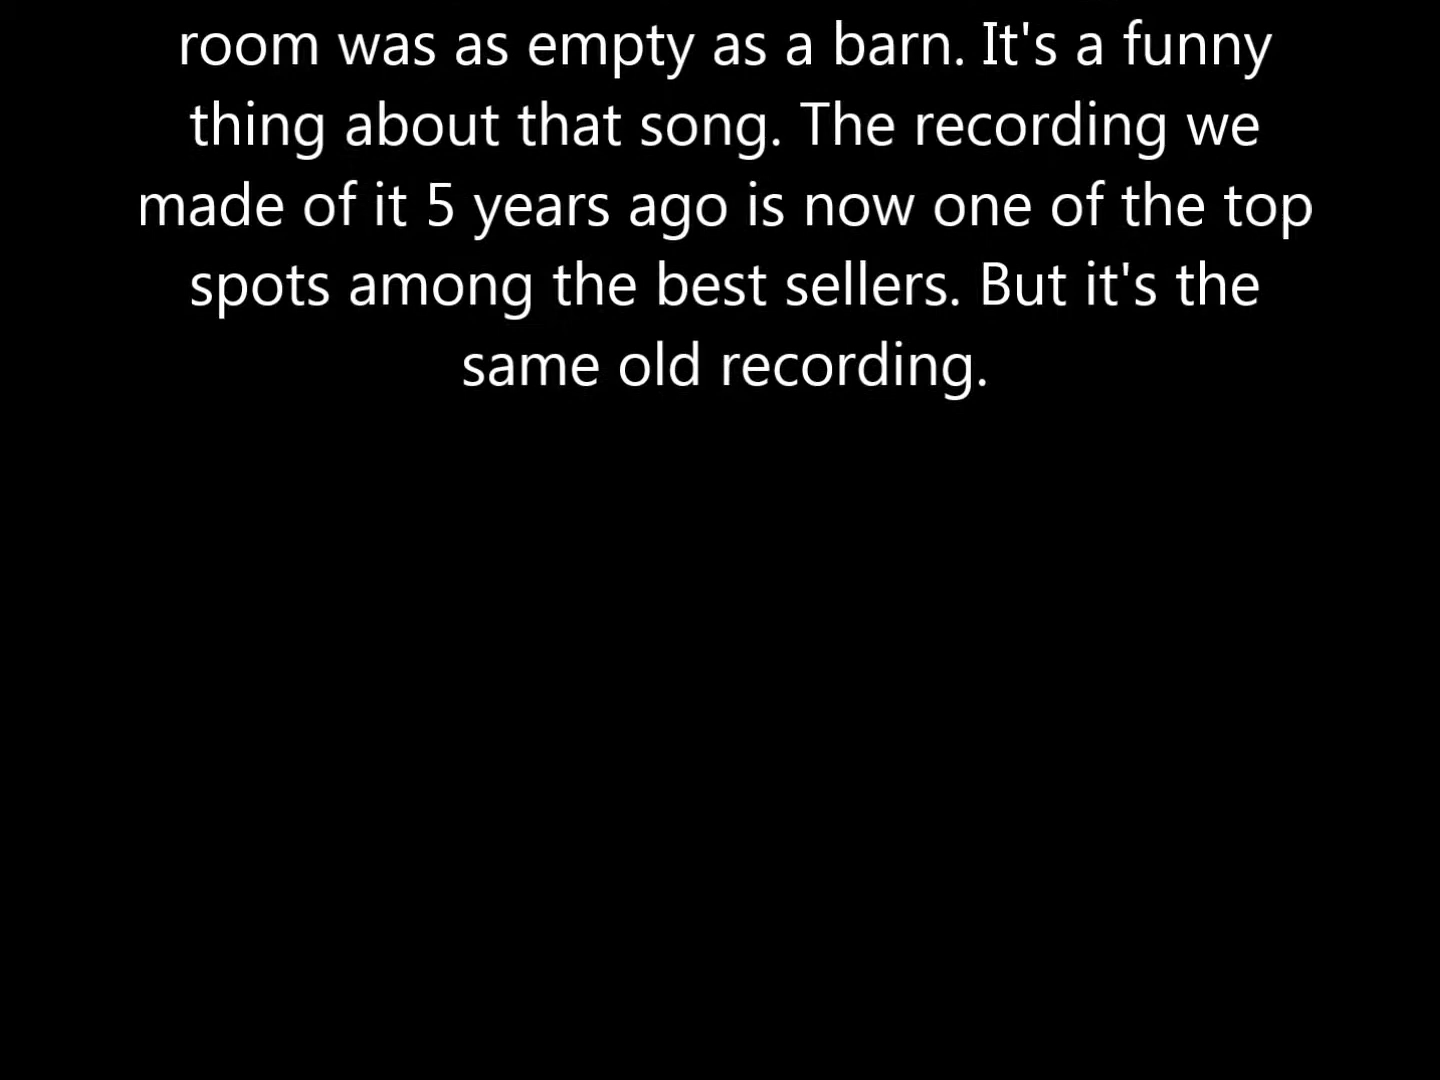 room was as empty as a barn. It's a funny
thing about that song. The recording we
made of it 5 years ago is now one of the top
spots among the best sellers. But it's the
same old recording.